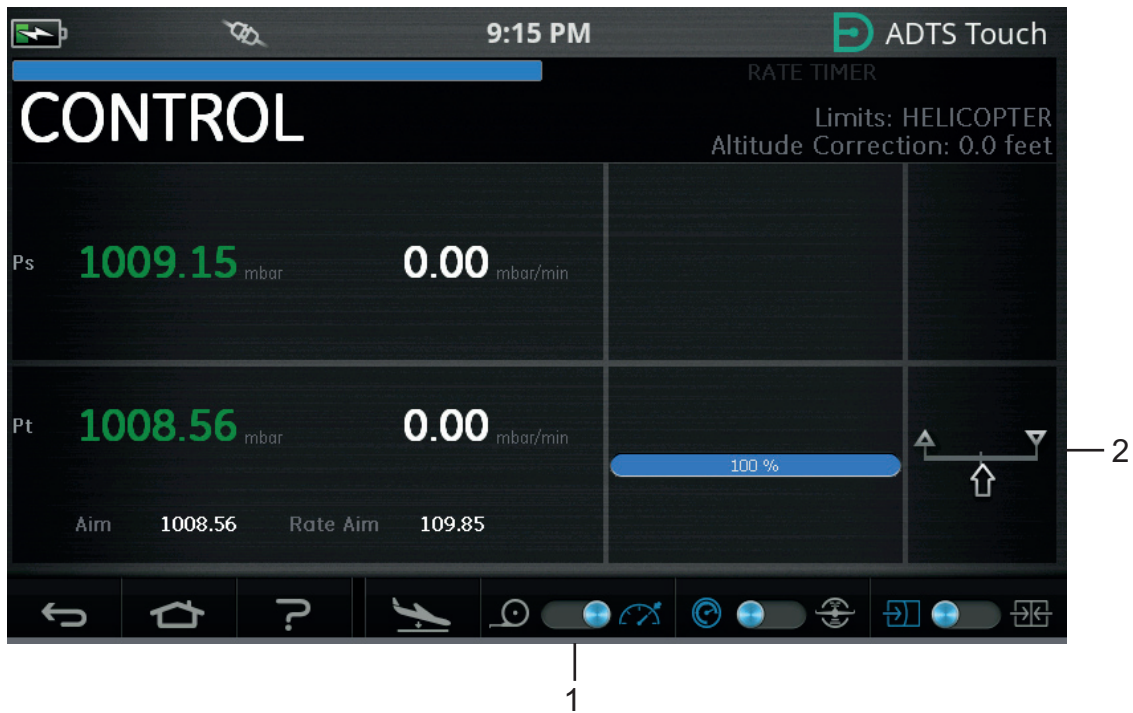 9:15 PM
ADTS Touch
RATE TIMER
CONTROL
Limits: HELICOPTER
Altitude Correction: 0.0 feet
Ps 1009.15 mbar 0.00 mbar/min
Pt 1008.56 mbar 0.00 mbar/min
100 %
Aim 1008.56 Rate Aim 109.85
2
1